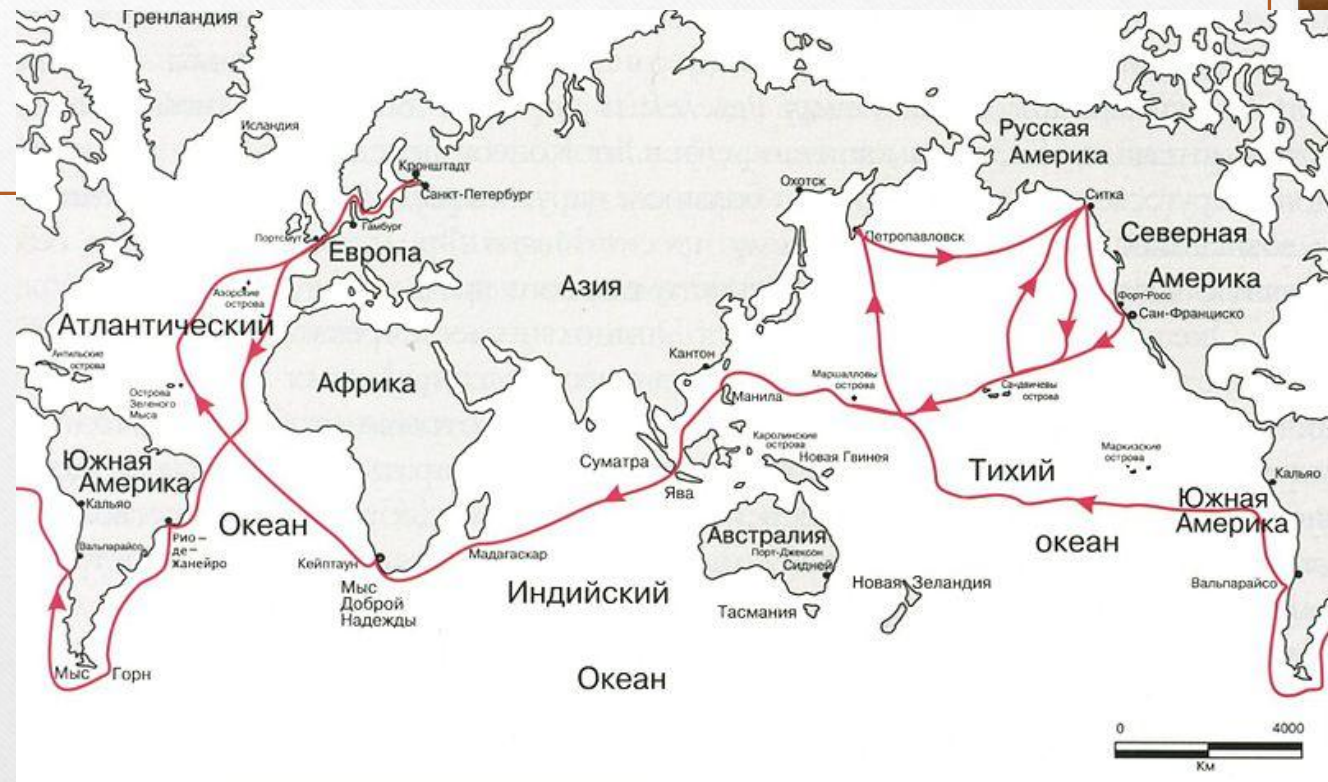 Гренландия
Исландия
Кронштадт
Санкт-Петербург
Портсмут
Гамбург
Европа
Азорские
острова
Атлантический
Антильские
острова
Острова
Зеленого
Мыса
Африка
Азия
Охотск
Петропавловск
Русская
Америка
Ситка
Северная
Америка
Форт-Росс
Сан-Франциско
Кантон
Манила
Маршалловы
острова
Сандвичевы
острова
Каролинские
острова
Новая Гвинея
Суматра
Ява
Маркизские
острова
Тихий
океан
Южная
Америка
Кальяо
Вальпарайсо
Рио –
де –
Жанейро
Океан
Кейптаун
Мыс
Доброй
Надежды
Мадагаскар
Индийский
Океан
Австралия
Порт-Джексон
Сидней
Тасмания
Новая Зеландия
Кальяо
Южная
Америка
Вальпарайсо
Мыс Горн
0 4000
Км